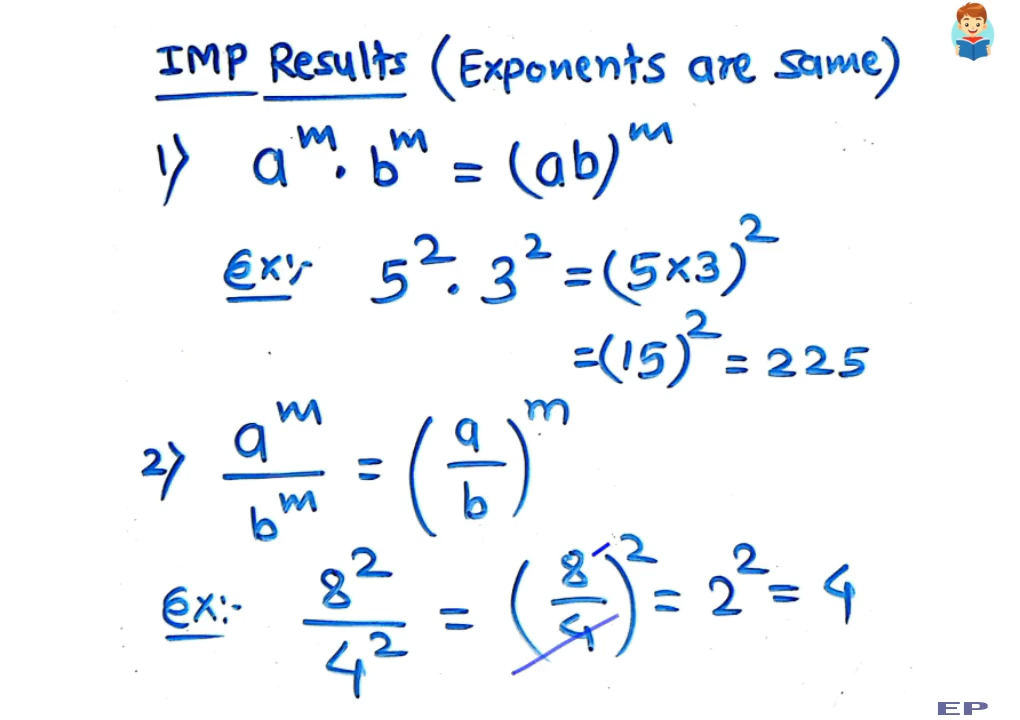 IMP Results (Exponents are same)
1) a^m . b^m = (ab)^m
Ex:- 5^2 . 3^2 = (5×3)^2
=(15)^2 = 225
2) a^m/b^m = (a/b)^m
Ex:- 8^2/4^2 = (8/4)^2 = 2^2 = 4
EP